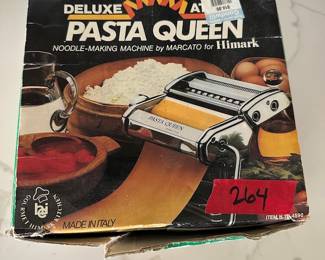 DELUXE AT
PASTA QUEEN
NOODLE-MAKING MACHINE by MARCATO for Himark
PASTA QUEEN
264
MADE IN ITALY